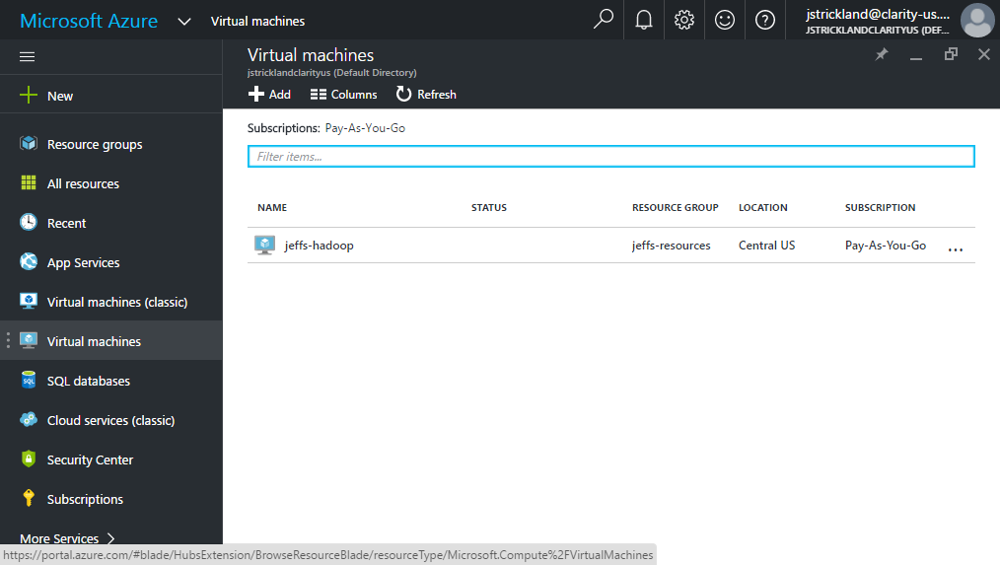 Microsoft Azure
Virtual machines
jstrickland@clarity-us....
JSTRICKLANDCLARITYUS (DEF...
New
Resource groups
All resources
Recent
App Services
Virtual machines (classic)
Virtual machines
SQL databases
Cloud services (classic)
Security Center
Subscriptions
More Services
Virtual machines
jstricklandclarityus (Default Directory)
Add Columns Refresh
Subscriptions: Pay-As-You-Go
Filter items...
NAME STATUS RESOURCE GROUP LOCATION SUBSCRIPTION
jeffs-hadoop jeffs-resources Central US Pay-As-You-Go ...
https://portal.azure.com/#blade/HubsExtension/BrowseResourceBlade/resourceType/Microsoft.Compute%2FVirtualMachines